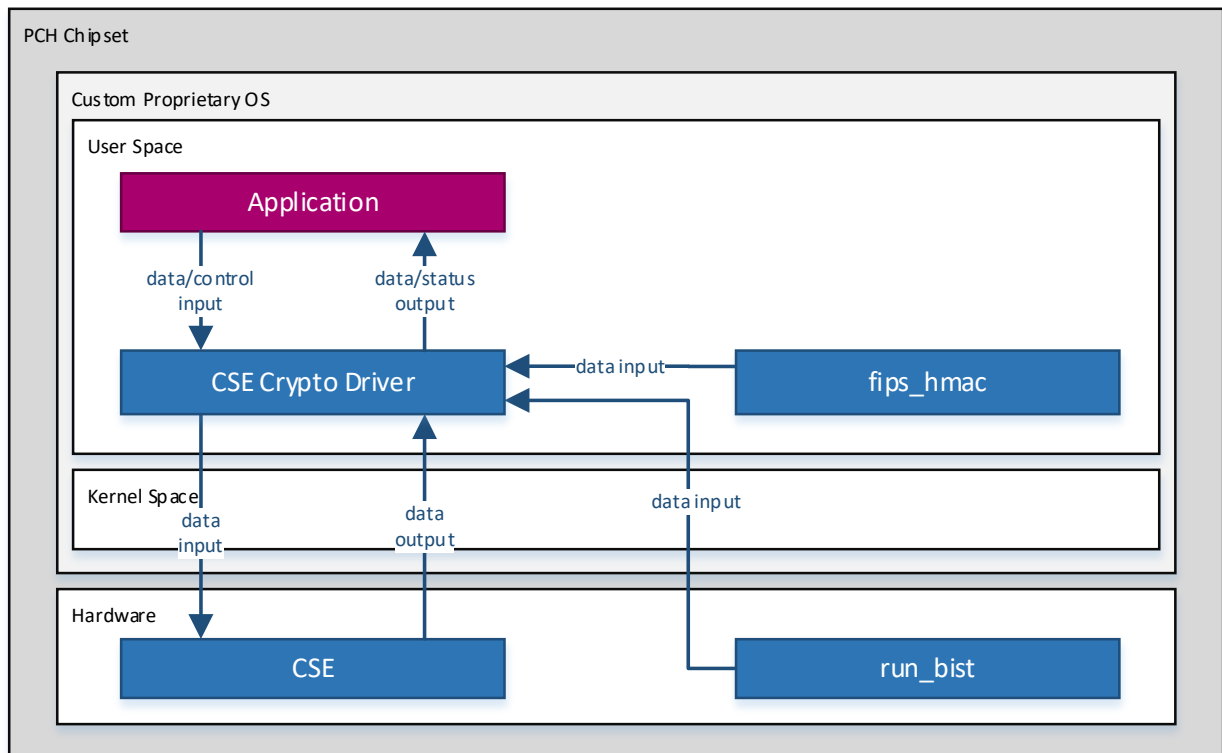 PCH Chipset
Custom Proprietary OS
User Space
Application
data/control
input
data/status
output
CSE Crypto Driver
data input
fips_hmac
Kernel Space
data
input
data
output
data input
Hardware
CSE
run_bist